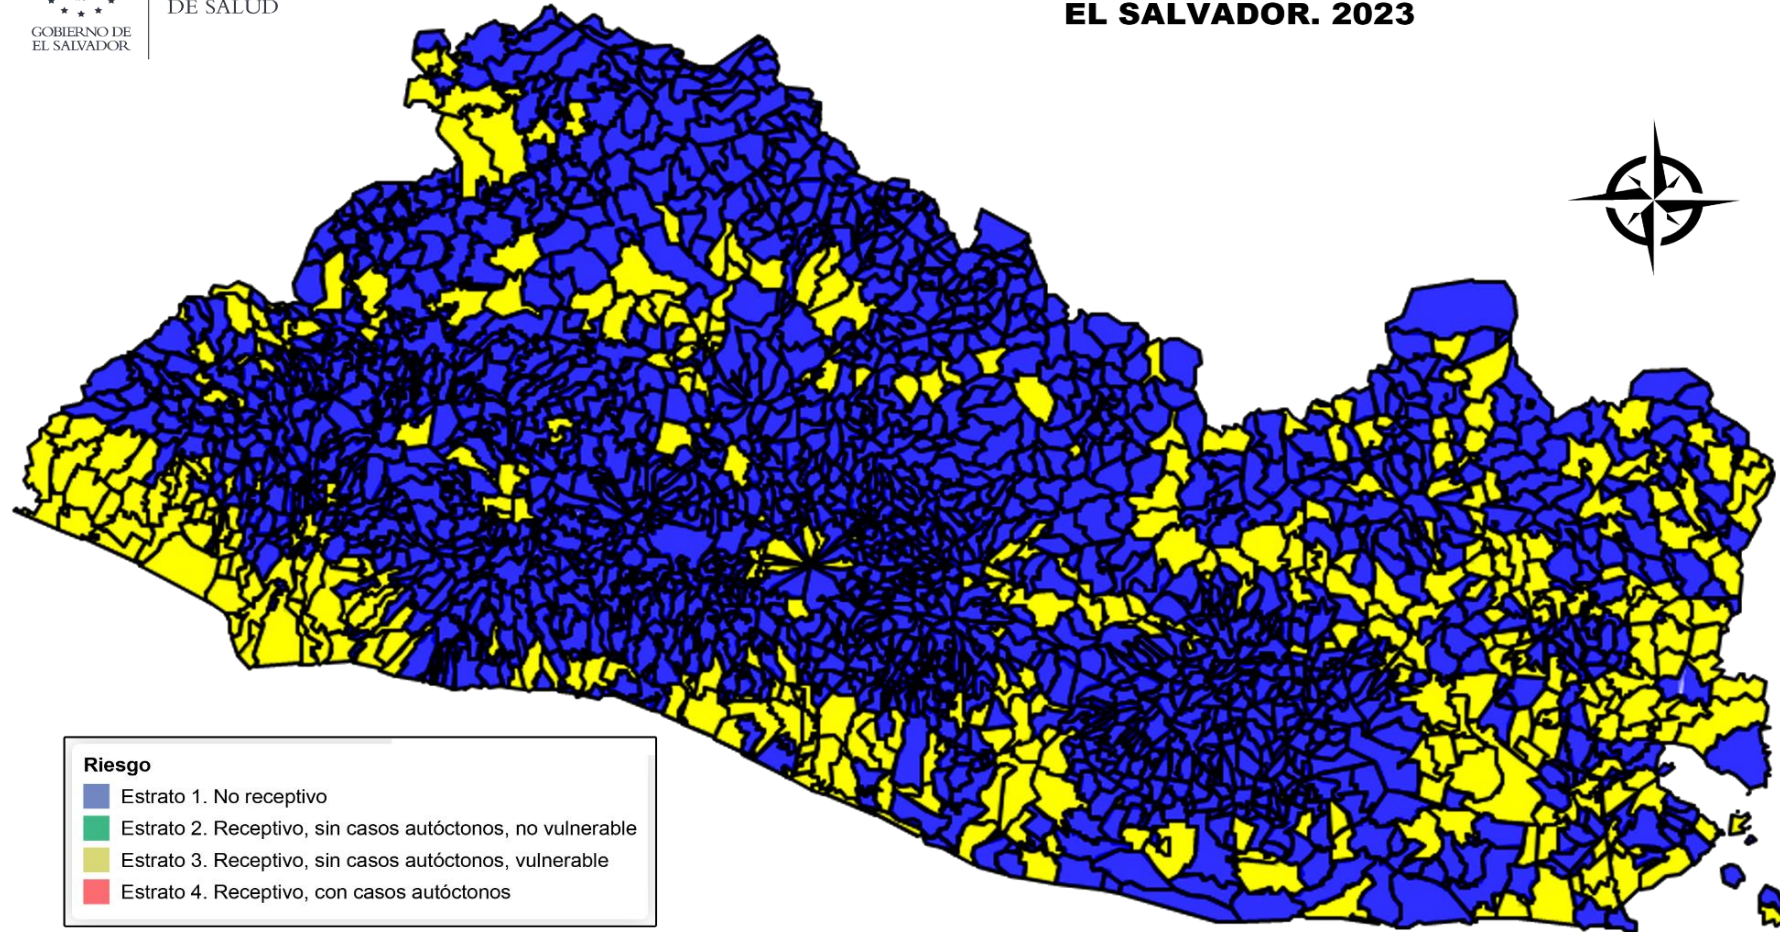 DE SALUD
GOBIERNO DE
EL SALVADOR
EL SALVADOR. 2023
Riesgo
Estrato 1. No receptivo
Estrato 2. Receptivo, sin casos autóctonos, no vulnerable
Estrato 3. Receptivo, sin casos autóctonos, vulnerable
Estrato 4. Receptivo, con casos autóctonos